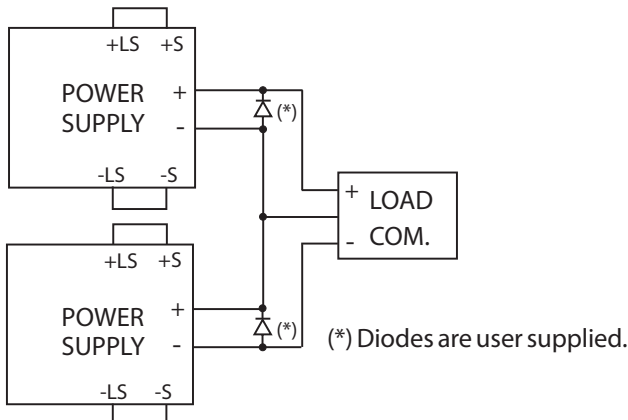 +LS +S
POWER +
SUPPLY -
(*)
-LS -S
+ LOAD
- COM.
+LS +S
POWER +
SUPPLY -
(*)
(*) Diodes are user supplied.
-LS -S